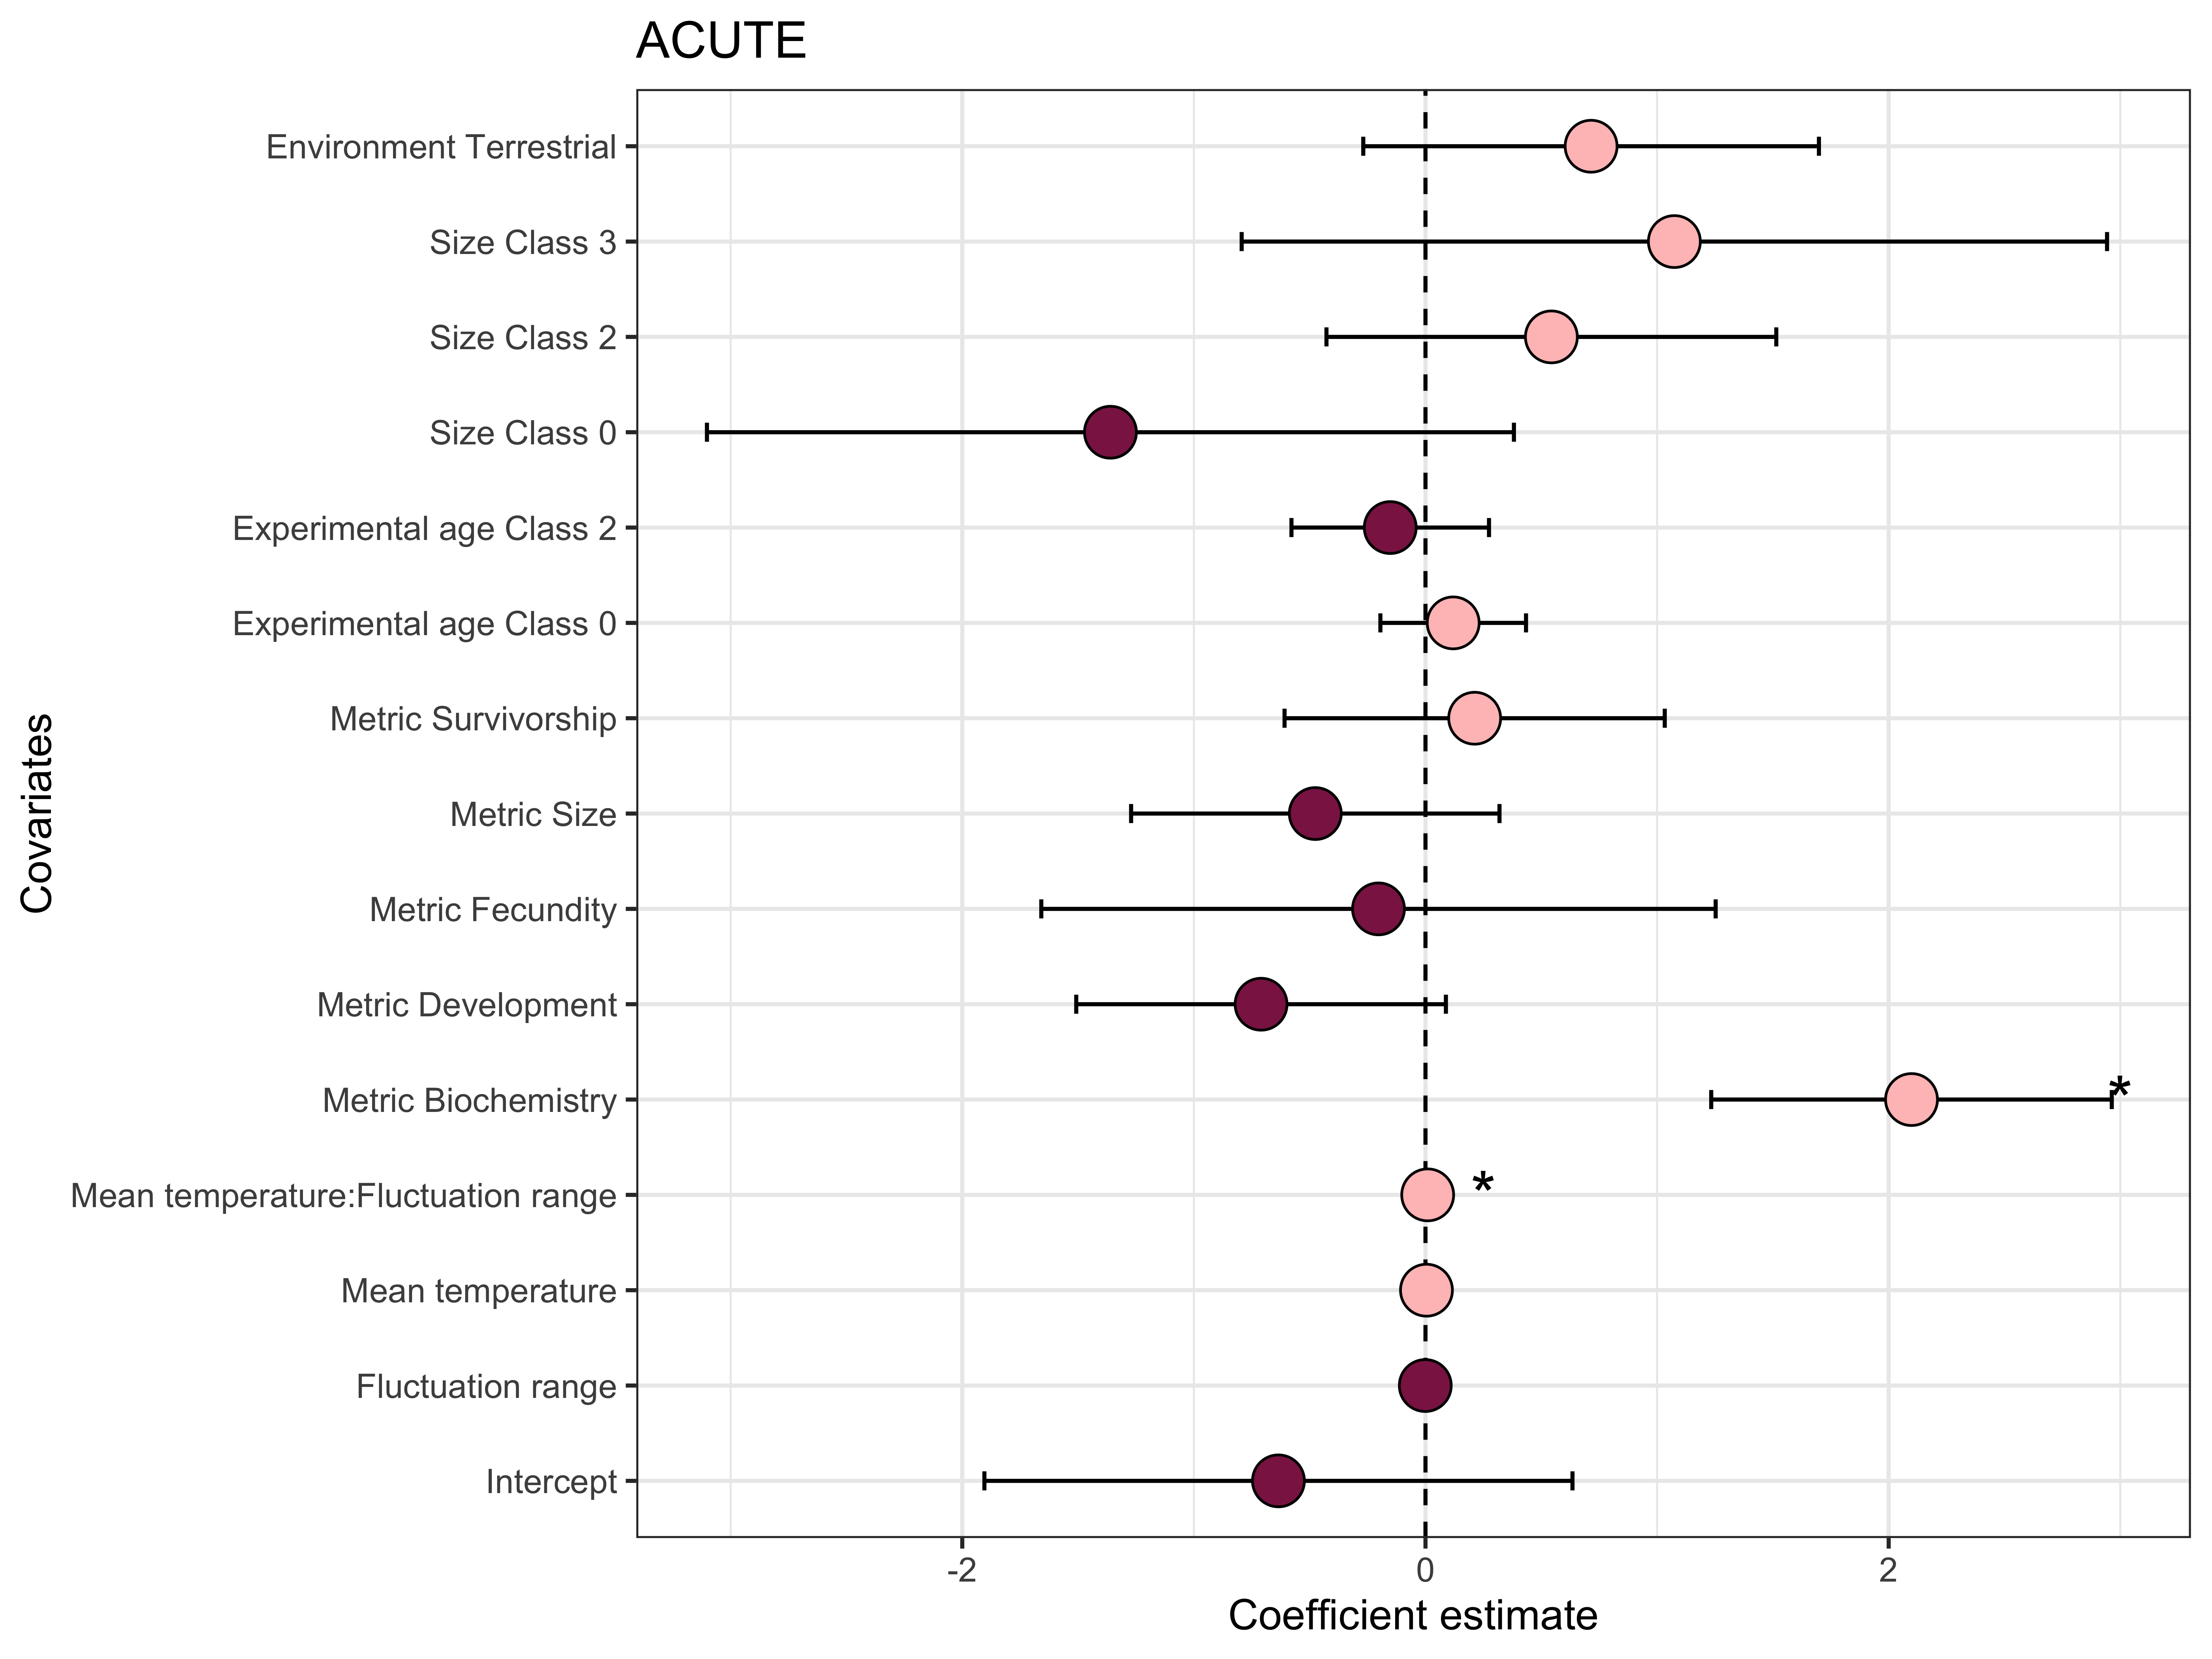 ACUTE
Environment Terrestrial
Size Class 3
Size Class 2
Size Class 0
Experimental age Class 2
Experimental age Class 0
Metric Survivorship
Metric Size
Metric Fecundity
Metric Development
Metric Biochemistry
*
Mean temperature:Fluctuation range
*
Mean temperature
Fluctuation range
Intercept
Covariates
-2 0 2
Coefficient estimate